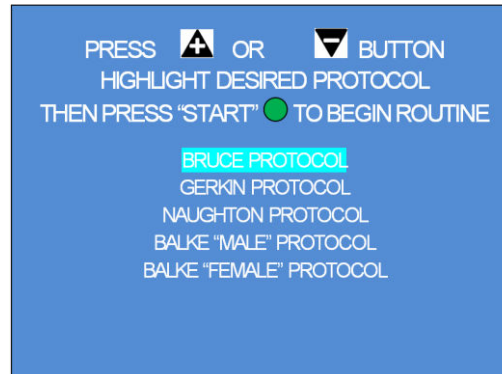 PRESS + OR − BUTTON
HIGHLIGHT DESIRED PROTOCOL
THEN PRESS “START” TO BEGIN ROUTINE
BRUCE PROTOCOL
GERKIN PROTOCOL
NAUGHTON PROTOCOL
BALKE “MALE” PROTOCOL
BALKE “FEMALE” PROTOCOL